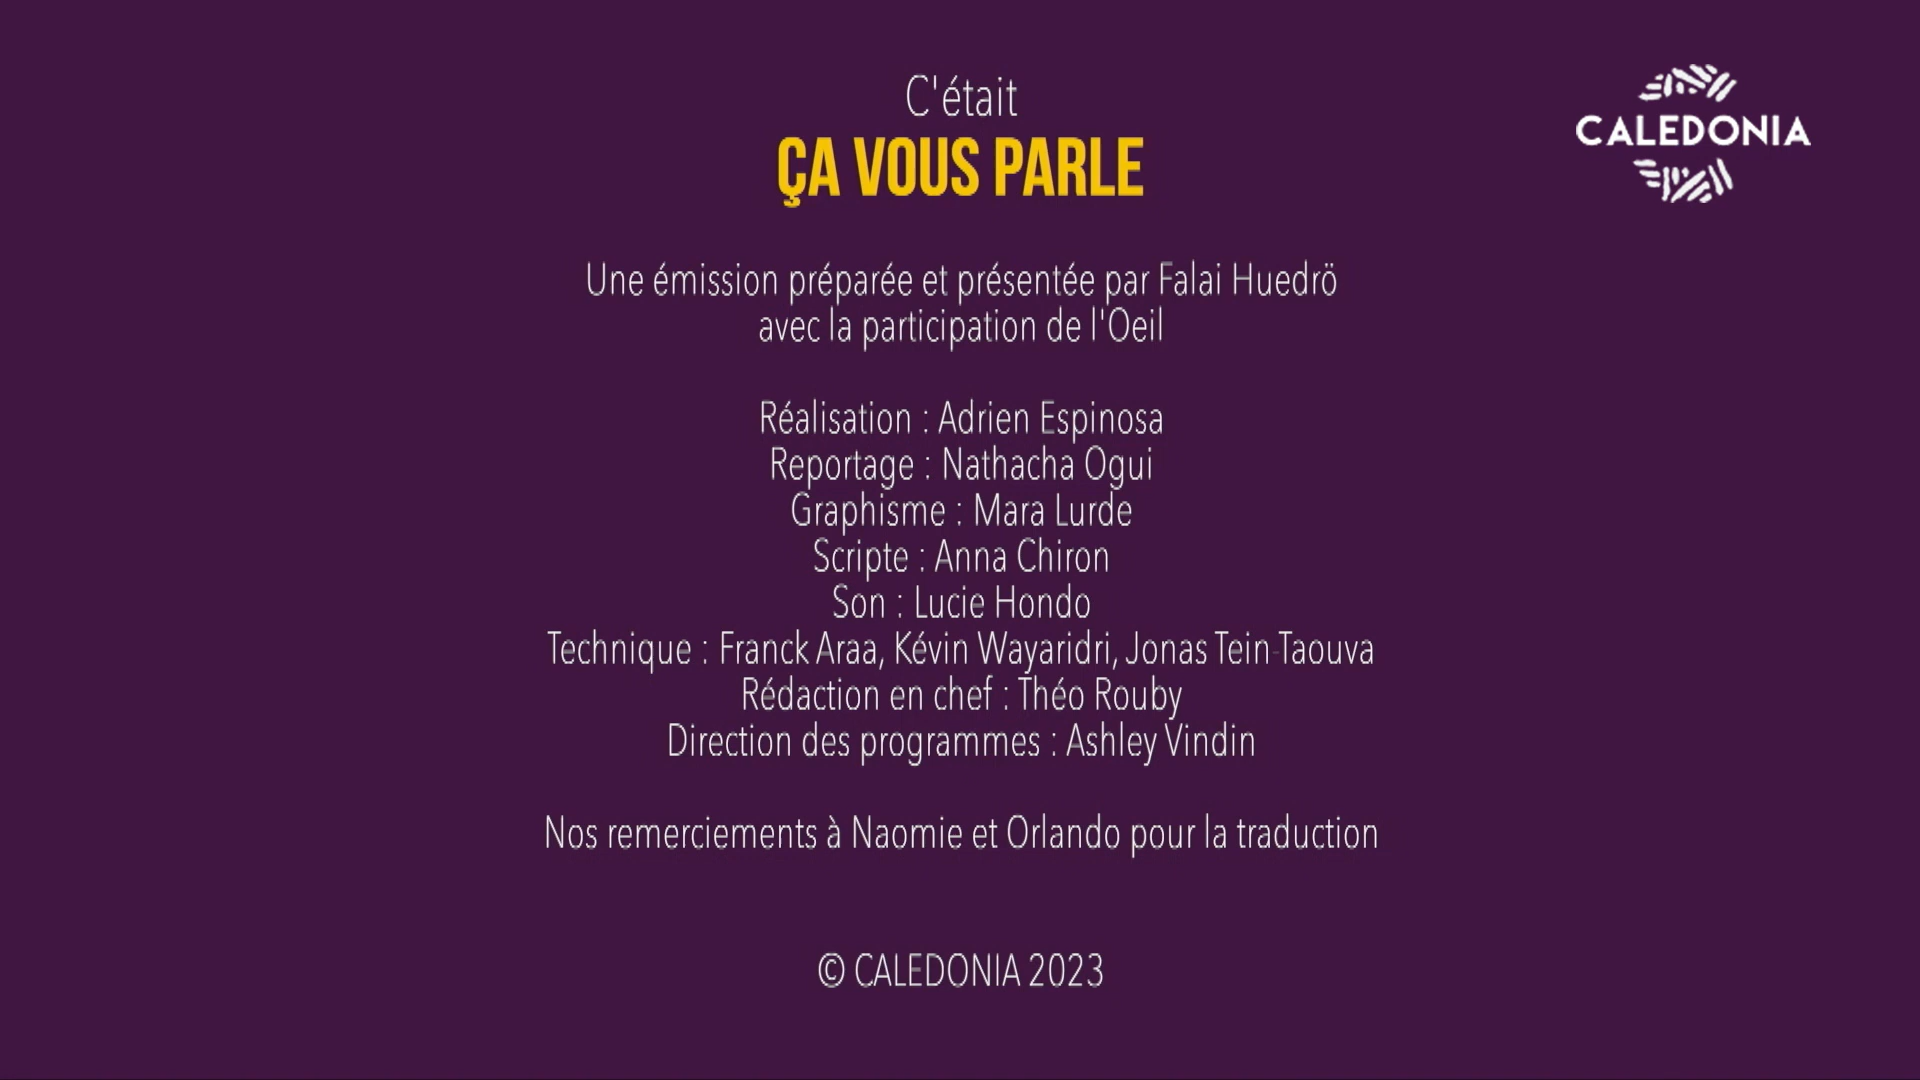 C'était
ÇA VOUS PARLE
CALEDONIA
Une émission préparée et présentée par Falai Huedrö
avec la participation de l'Oeil
Réalisation : Adrien Espinosa
Reportage : Nathacha Ogui
Graphisme : Mara Lurde
Scripte : Anna Chiron
Son : Lucie Hondo
Technique : Franck Araa, Kévin Wayaridri, Jonas Tein-Taouva
Rédaction en chef : Théo Rouby
Direction des programmes : Ashley Vindin
Nos remerciements à Naomie et Orlando pour la traduction
© CALEDONIA 2023